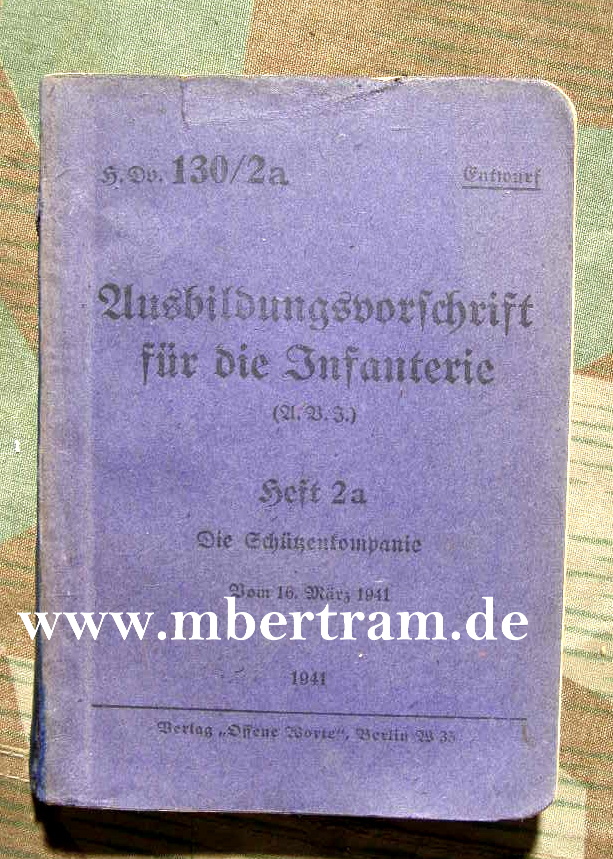 H. Dv. 130/2a
Entwurf
Ausbildungsvorschrift
für die Infanterie
(A. V. I.)
Heft 2a
Die Schützenkompanie
Vom 16. März 1941
www.mbertram.de
1941
Verlag „Offene Worte“, Berlin W 35